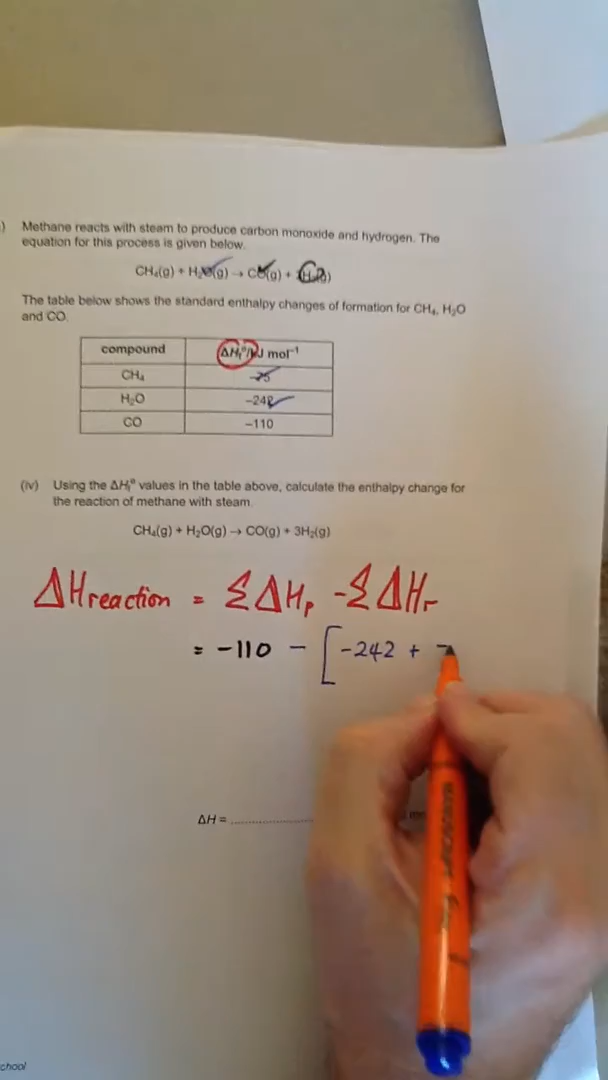 ) Methane reacts with steam to produce carbon monoxide and hydrogen. The
equation for this process is given below.
CH₄(g) + H₂O(g) → CO(g) +
The table below shows the standard enthalpy changes of formation for CH₄, H₂O
and CO.
compound ΔHf°/kJ mol⁻¹
CH₄ -75
H₂O -242
CO -110
(iv) Using the ΔHf° values in the table above, calculate the enthalpy change for
the reaction of methane with steam.
CH₄(g) + H₂O(g) → CO(g) + 3H₂(g)
ΔH reaction = ΣΔHp - ΣΔHr
= -110 - [-242 +
ΔH = ....................
chool